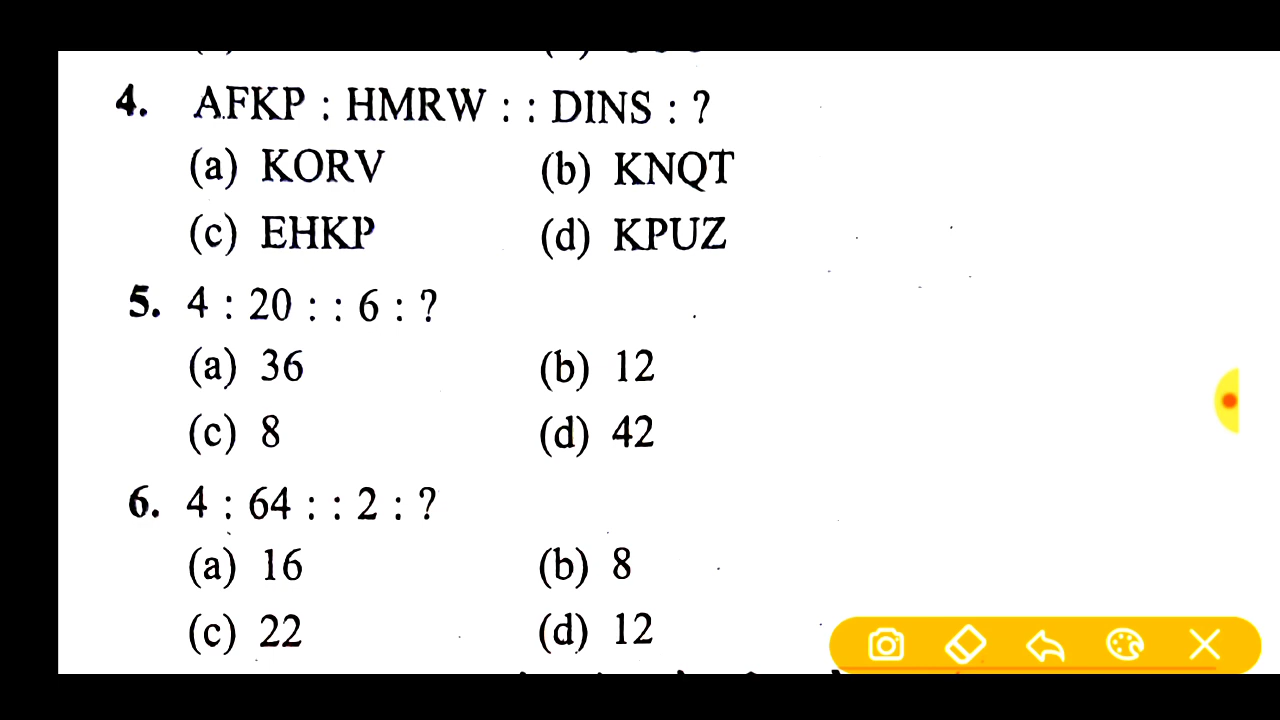 4. AFKP : HMRW : : DINS : ?
(a) KORV (b) KNQT
(c) EHKP (d) KPUZ
5. 4 : 20 : : 6 : ?
(a) 36 (b) 12
(c) 8 (d) 42
6. 4 : 64 : : 2 : ?
(a) 16 (b) 8
(c) 22 (d) 12